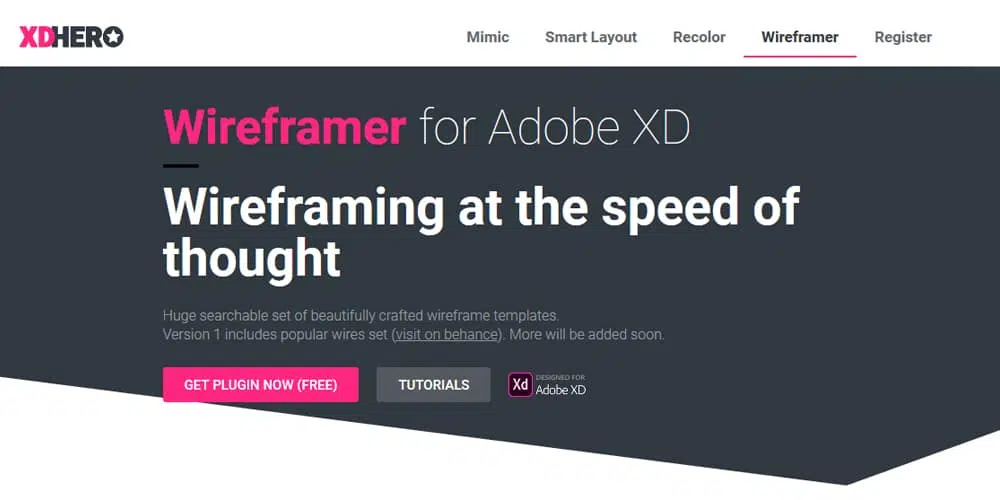 XDHERO
Mimic
Smart Layout
Recolor
Wireframer
Register
Wireframer for Adobe XD
Wireframing at the speed of
thought
Huge searchable set of beautifully crafted wireframe templates.
Version 1 includes popular wires set (visit on behance). More will be added soon.
GET PLUGIN NOW (FREE)
TUTORIALS
Xd
DESIGNED FOR
Adobe XD